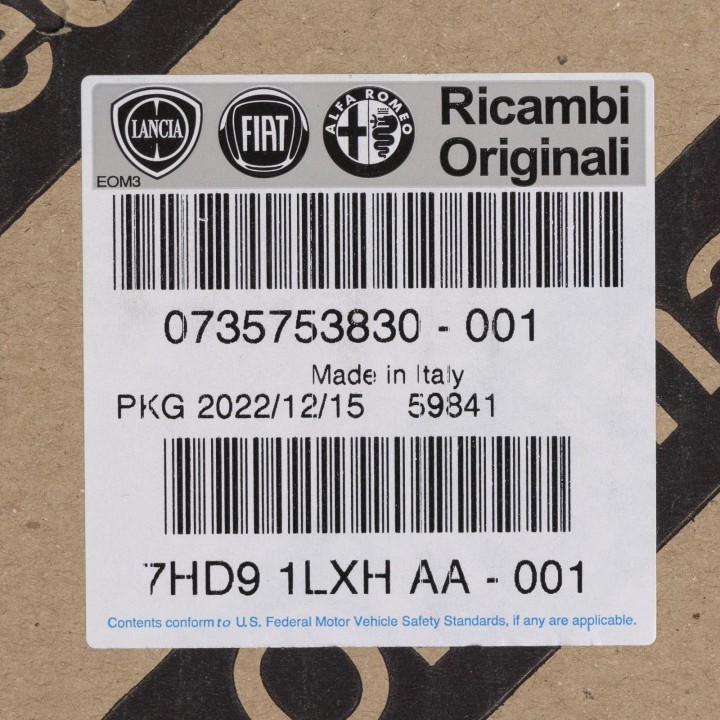 LANCIA
FIAT
ALFA ROMEO
Ricambi
Originali
EOM3
0735753830 - 001
Made in Italy
PKG 2022/12/15 59841
7HD9 1LXH AA - 001
Contents conform to U.S. Federal Motor Vehicle Safety Standards, if any are applicable.